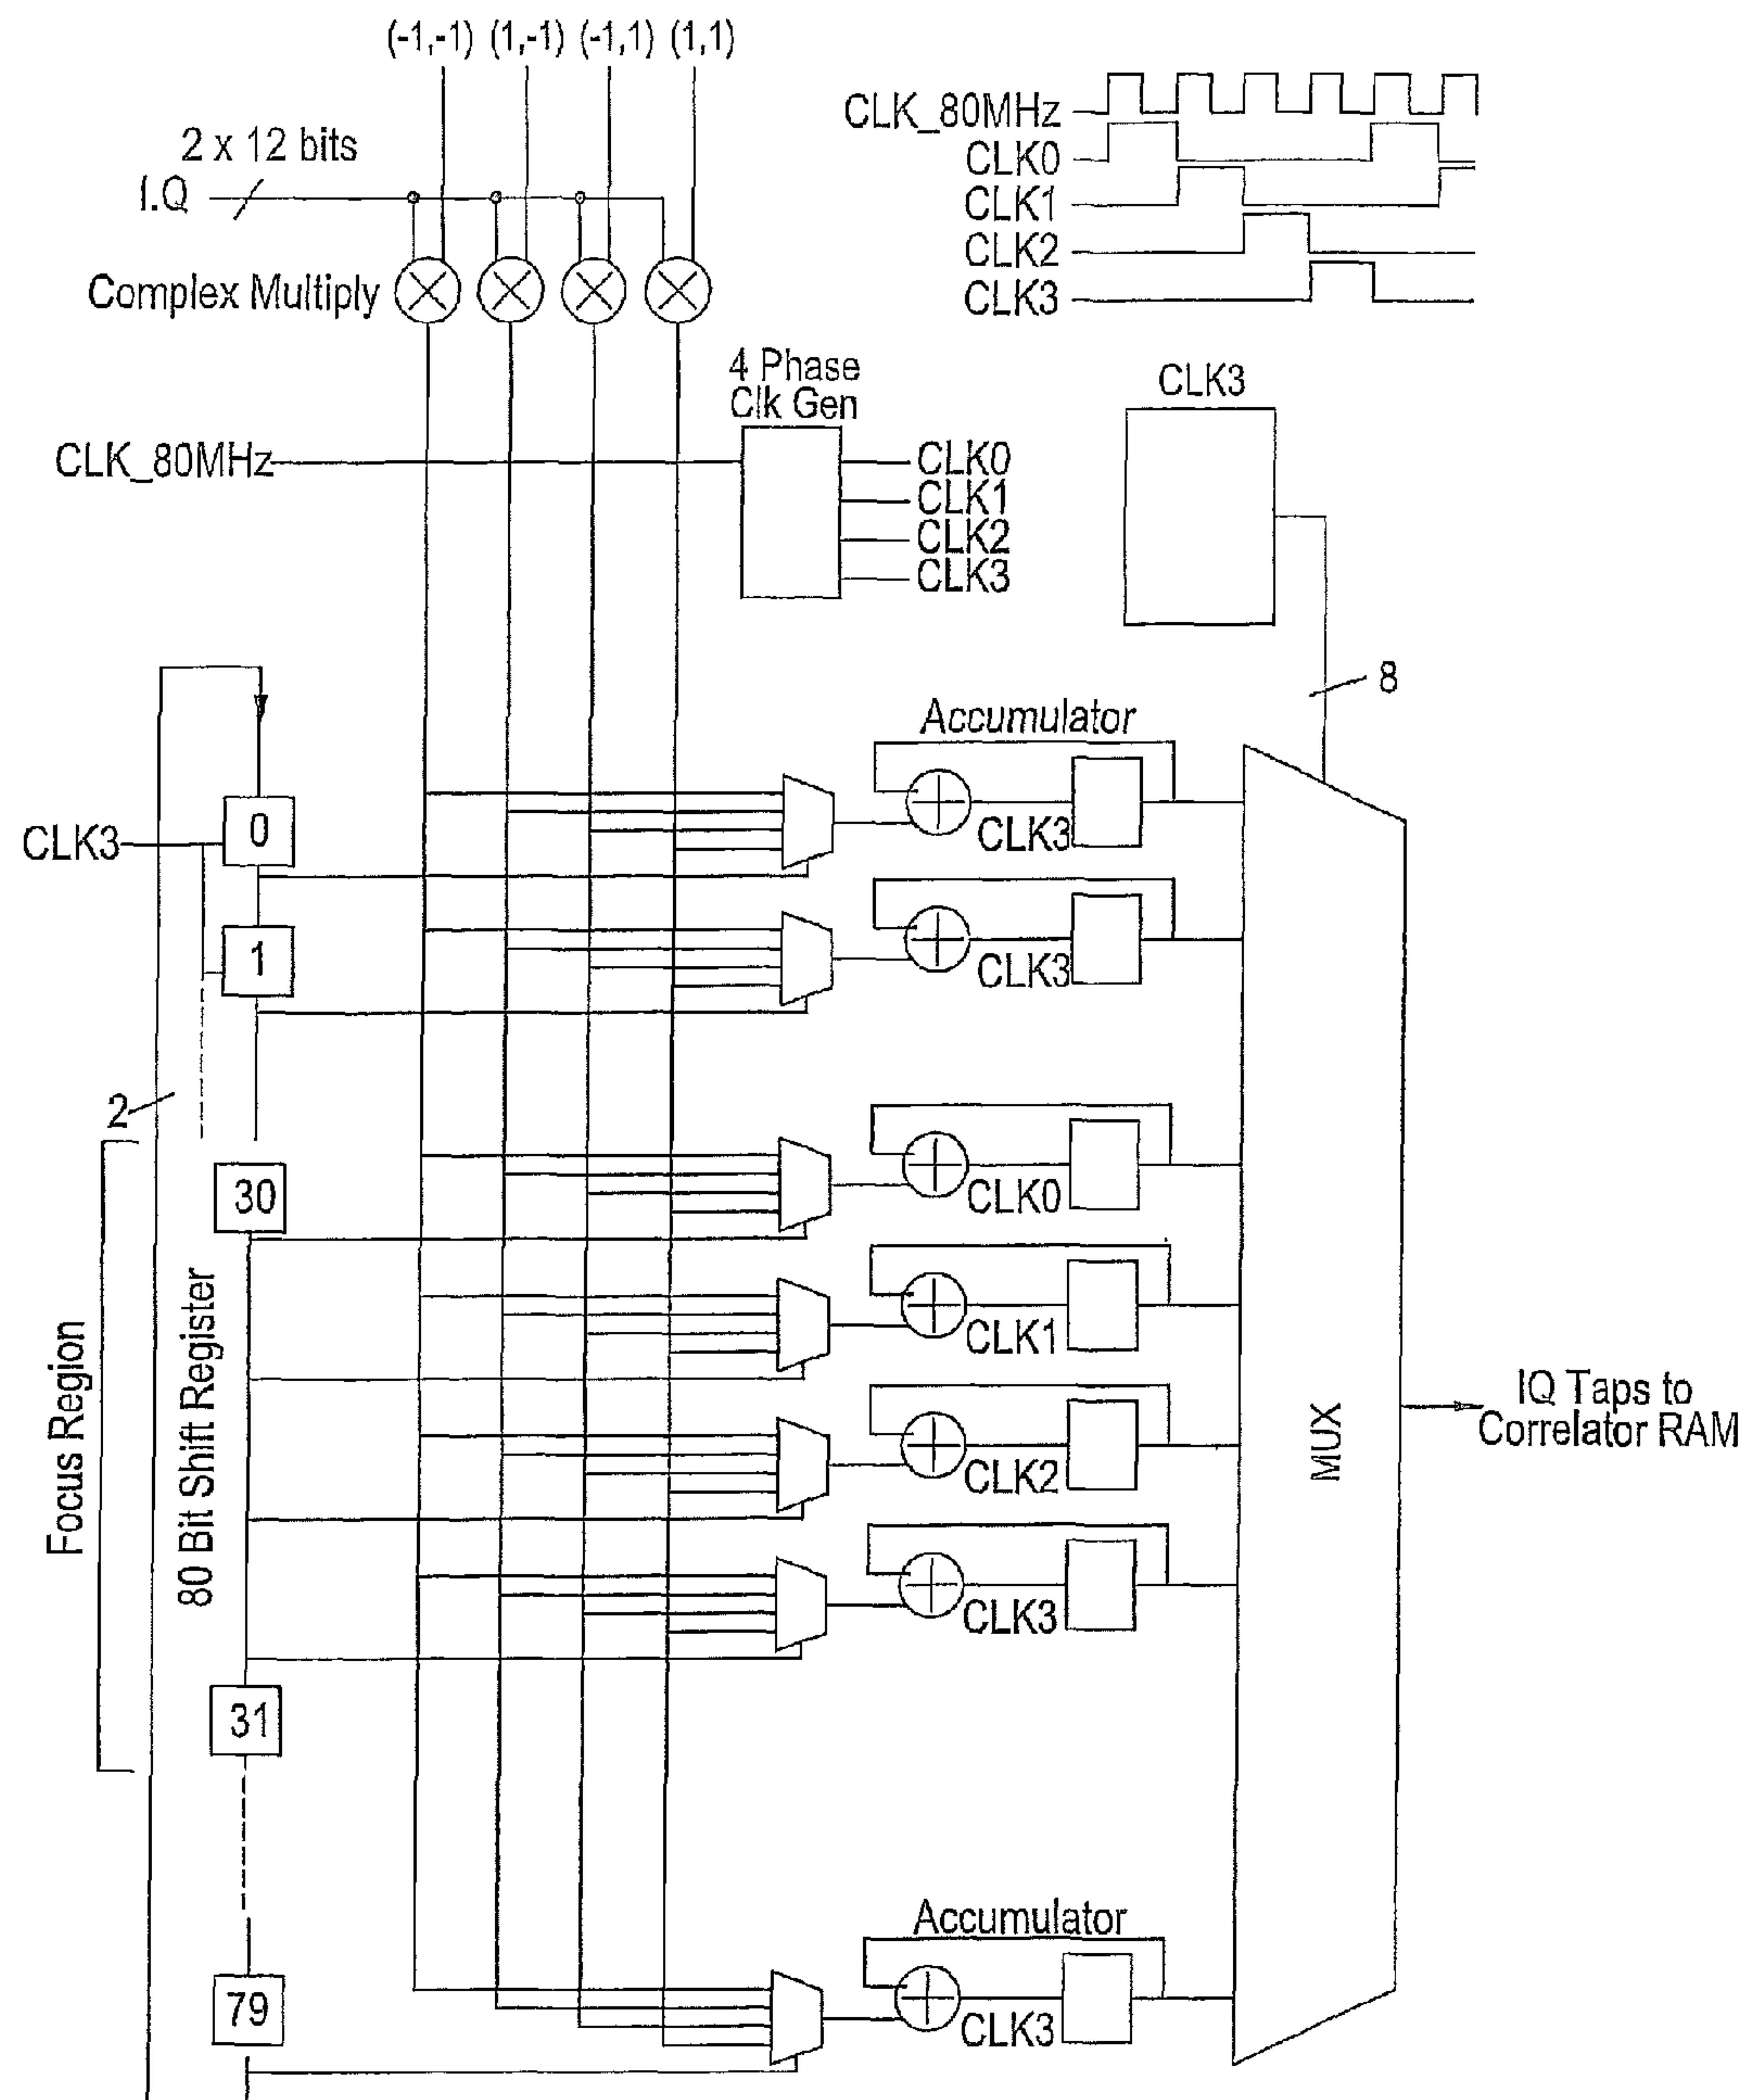 (-1,-1) (1,-1) (-1,1) (1,1)
2 x 12 bits
I.Q
Complex Multiply
CLK_80MHz
CLK0
CLK1
CLK2
CLK3
4 Phase
Clk Gen
CLK_80MHz
CLK0
CLK1
CLK2
CLK3
CLK3
8
Accumulator
CLK3
0
CLK3
1
CLK3
2
30
CLK0
CLK1
CLK2
CLK3
Focus Region
80 Bit Shift Register
31
MUX
IQ Taps to
Correlator RAM
Accumulator
79
CLK3